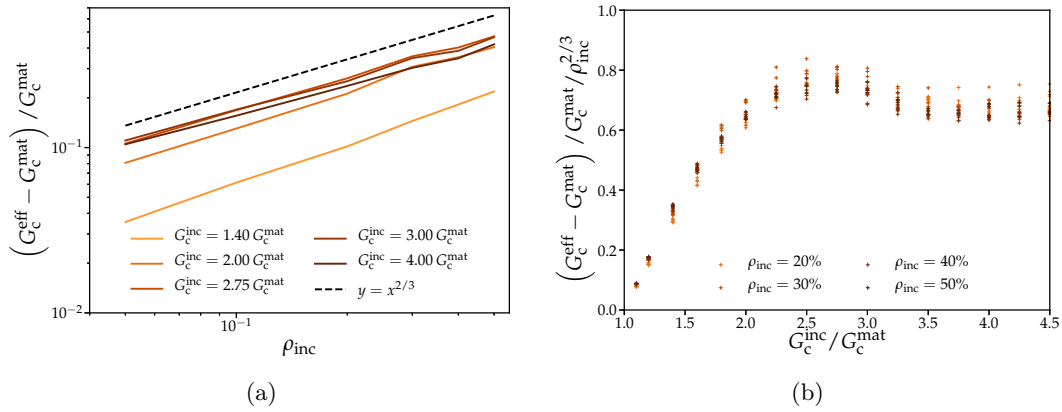 (a)
(G_c^eff − G_c^mat) / G_c^mat
10^−1
10^−2
10^−1
ρ_inc
G_c^inc = 1.40 G_c^mat
G_c^inc = 2.00 G_c^mat
G_c^inc = 2.75 G_c^mat
G_c^inc = 3.00 G_c^mat
G_c^inc = 4.00 G_c^mat
y = x^2/3
(a)
(b)
(G_c^eff − G_c^mat) / G_c^mat / ρ_inc^2/3
1.0
0.8
0.6
0.4
0.2
0.0
1.0 1.5 2.0 2.5 3.0 3.5 4.0 4.5
G_c^inc / G_c^mat
ρ_inc = 20%
ρ_inc = 30%
ρ_inc = 40%
ρ_inc = 50%
(b)